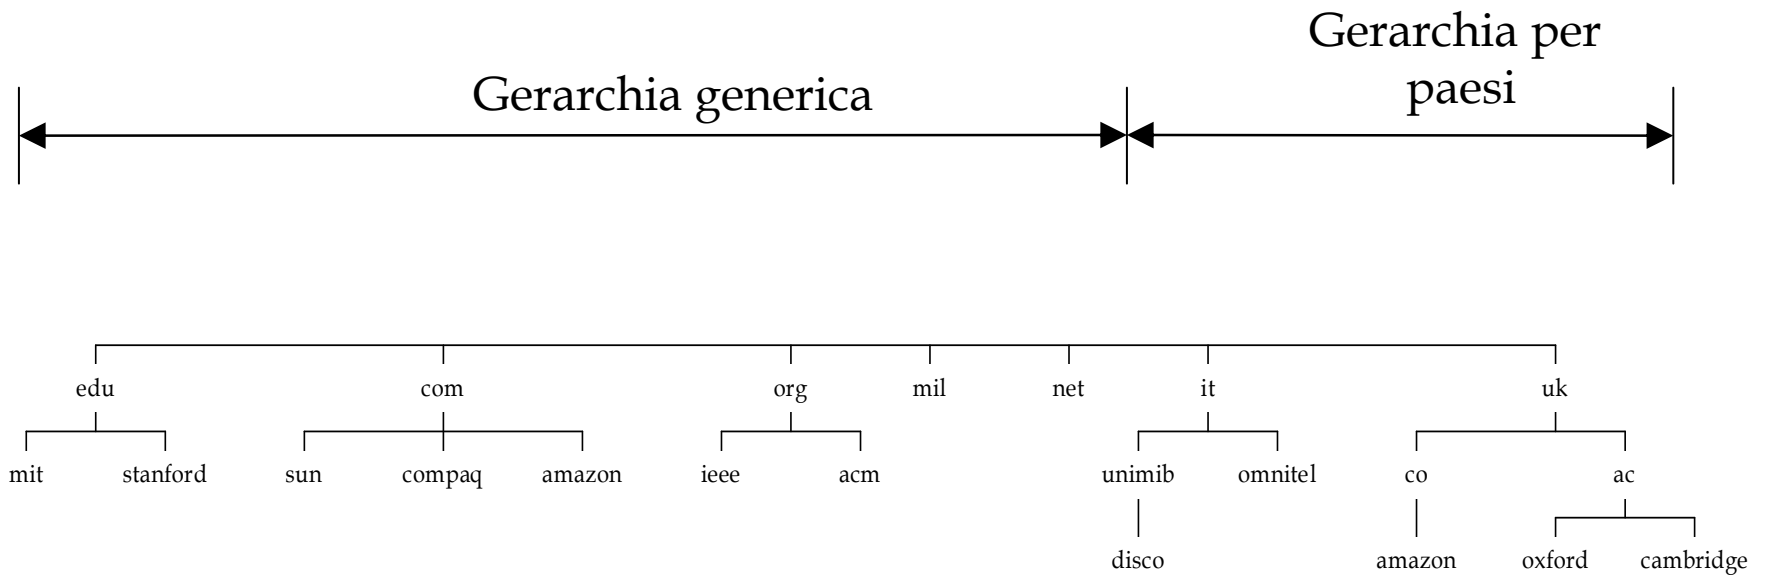 Gerarchia generica
Gerarchia per
paesi
edu com org mil net it uk
mit stanford sun compaq amazon ieee acm unimib omnitel co ac
disco amazon oxford cambridge